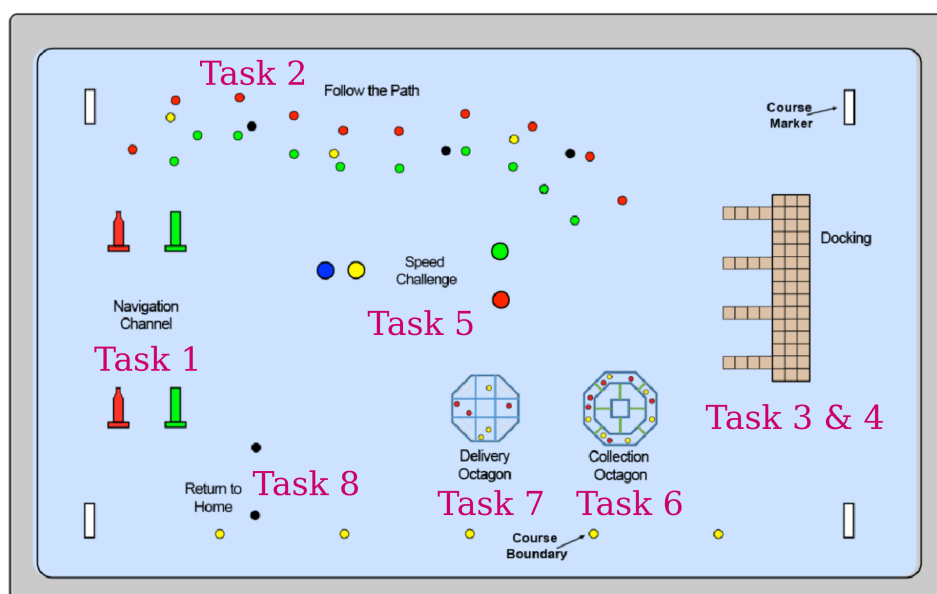 Task 2
Follow the Path
Course
Marker
Docking
Speed
Challenge
Task 5
Navigation
Channel
Task 1
Task 3 & 4
Delivery
Octagon
Collection
Octagon
Task 7
Task 6
Return to
Home
Task 8
Course
Boundary